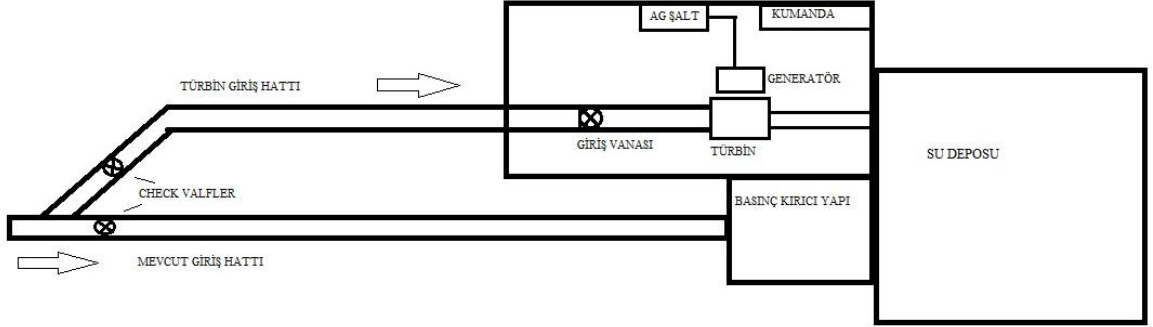 AG ŞALT
KUMANDA
TÜRBİN GİRİŞ HATTI
GENERATÖR
GİRİŞ VANASI
TÜRBİN
SU DEPOSU
CHECK VALFLER
BASINÇ KIRICI YAPI
MEVCUT GİRİŞ HATTI